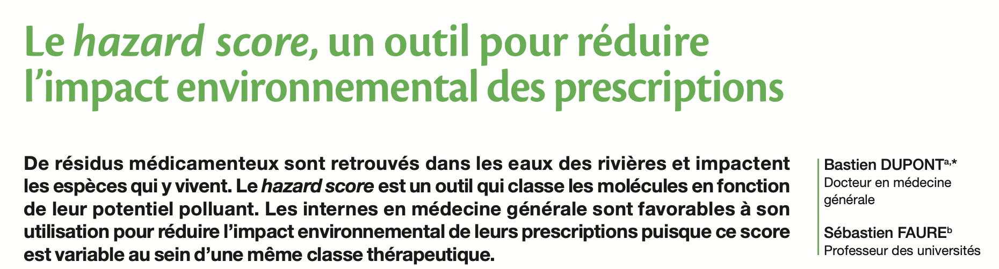 Le hazard score, un outil pour réduire
l’impact environnemental des prescriptions
De résidus médicamenteux sont retrouvés dans les eaux des rivières et impactent
les espèces qui y vivent. Le hazard score est un outil qui classe les molécules en fonction
de leur potentiel polluant. Les internes en médecine générale sont favorables à son
utilisation pour réduire l’impact environnemental de leurs prescriptions puisque ce score
est variable au sein d’une même classe thérapeutique.
Bastien DUPONTa,*
Docteur en médecine
générale
Sébastien FAUREb
Professeur des universités